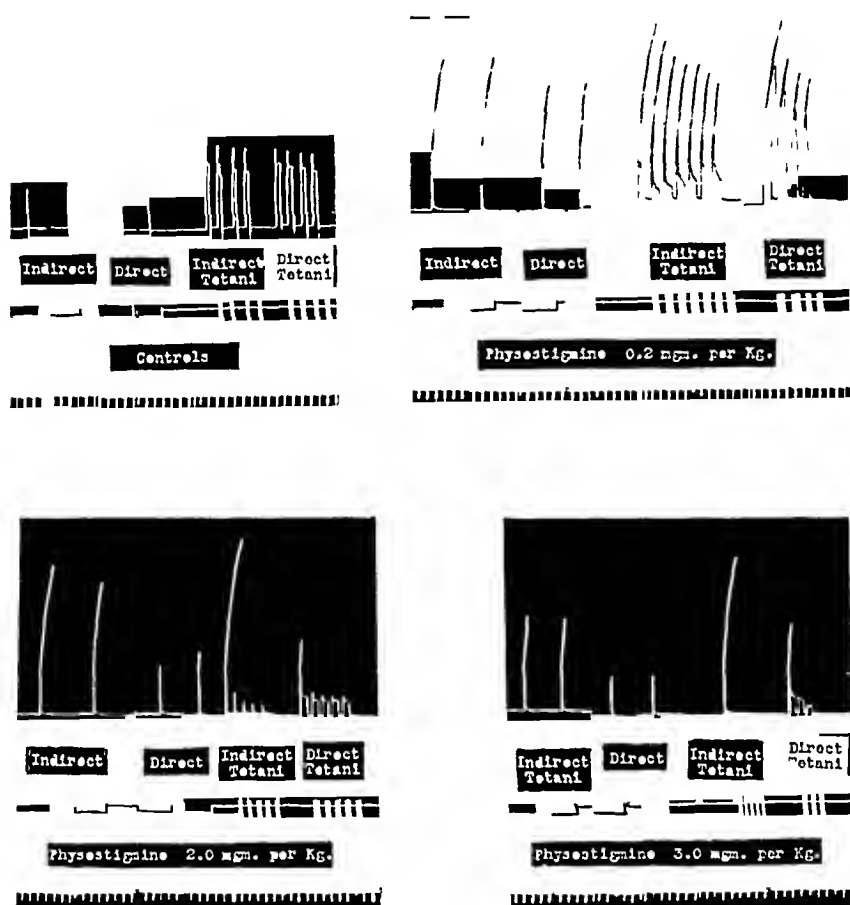 Indirect
Direct
Indirect
Tetani
Direct
Tetani
Controls
Indirect
Direct
Indirect
Tetani
Direct
Tetani
Physostigmine 0.2 mgm. per Kg.
Indirect
Direct
Indirect
Tetani
Direct
Tetani
Physostigmine 2.0 mgm. per Kg.
Indirect
Tetani
Direct
Indirect
Tetani
Direct
Tetani
Physostigmine 3.0 mgm. per Kg.